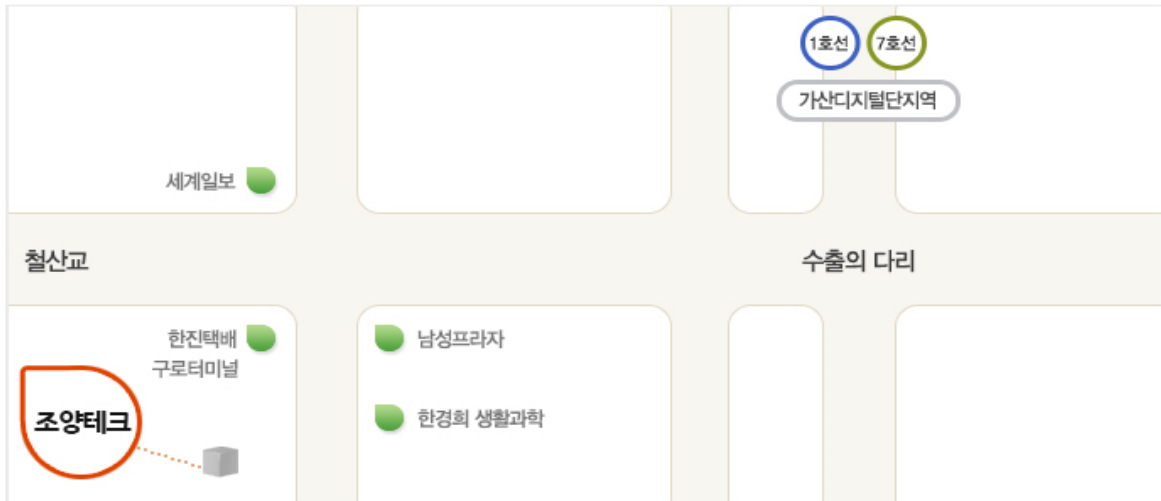 1호선
7호선
가산디지털단지역
세계일보
철산교
수출의 다리
한진택배
구로터미널
남성프라자
조양테크
한경희 생활과학